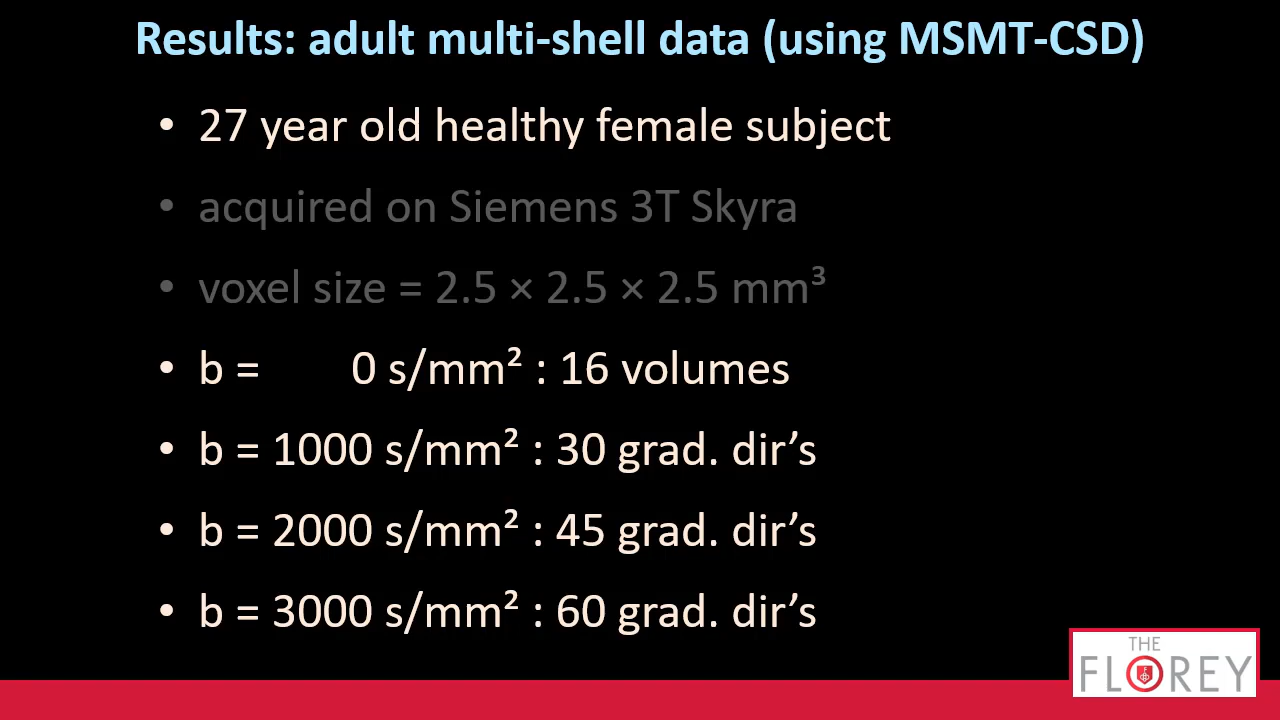 Results: adult multi-shell data (using MSMT-CSD)
• 27 year old healthy female subject
• acquired on Siemens 3T Skyra
• voxel size = 2.5 × 2.5 × 2.5 mm³
• b = 0 s/mm² : 16 volumes
• b = 1000 s/mm² : 30 grad. dir’s
• b = 2000 s/mm² : 45 grad. dir’s
• b = 3000 s/mm² : 60 grad. dir’s
THE
FLOREY